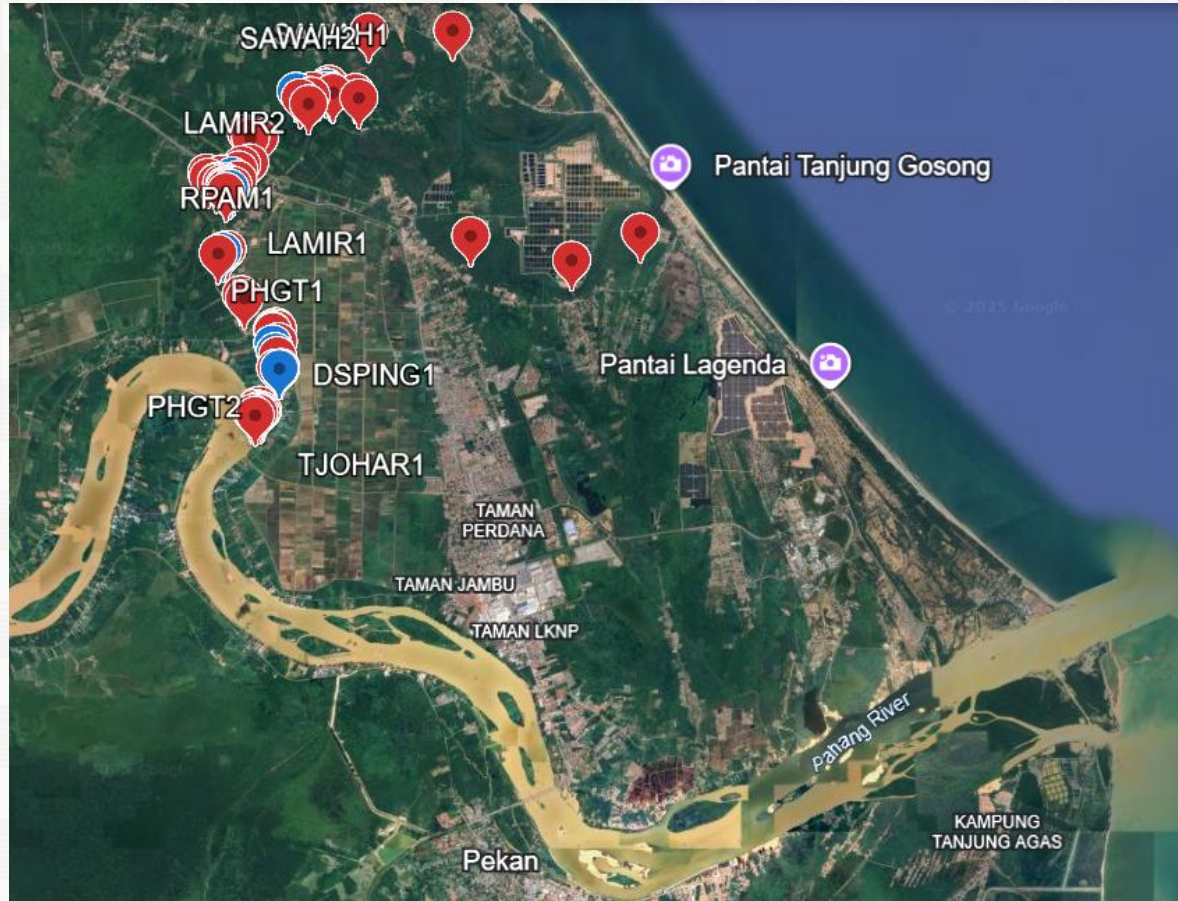 SAWAH2
H1
LAMIR2
Pantai Tanjung Gosong
RPAM1
LAMIR1
PHGT1
© 2025 Google
Pantai Lagenda
DSPING1
PHGT2
TJOHAR1
TAMAN
PERDANA
TAMAN JAMBU
TAMAN LKNP
Pahang River
KAMPUNG
TANJUNG AGAS
Pekan